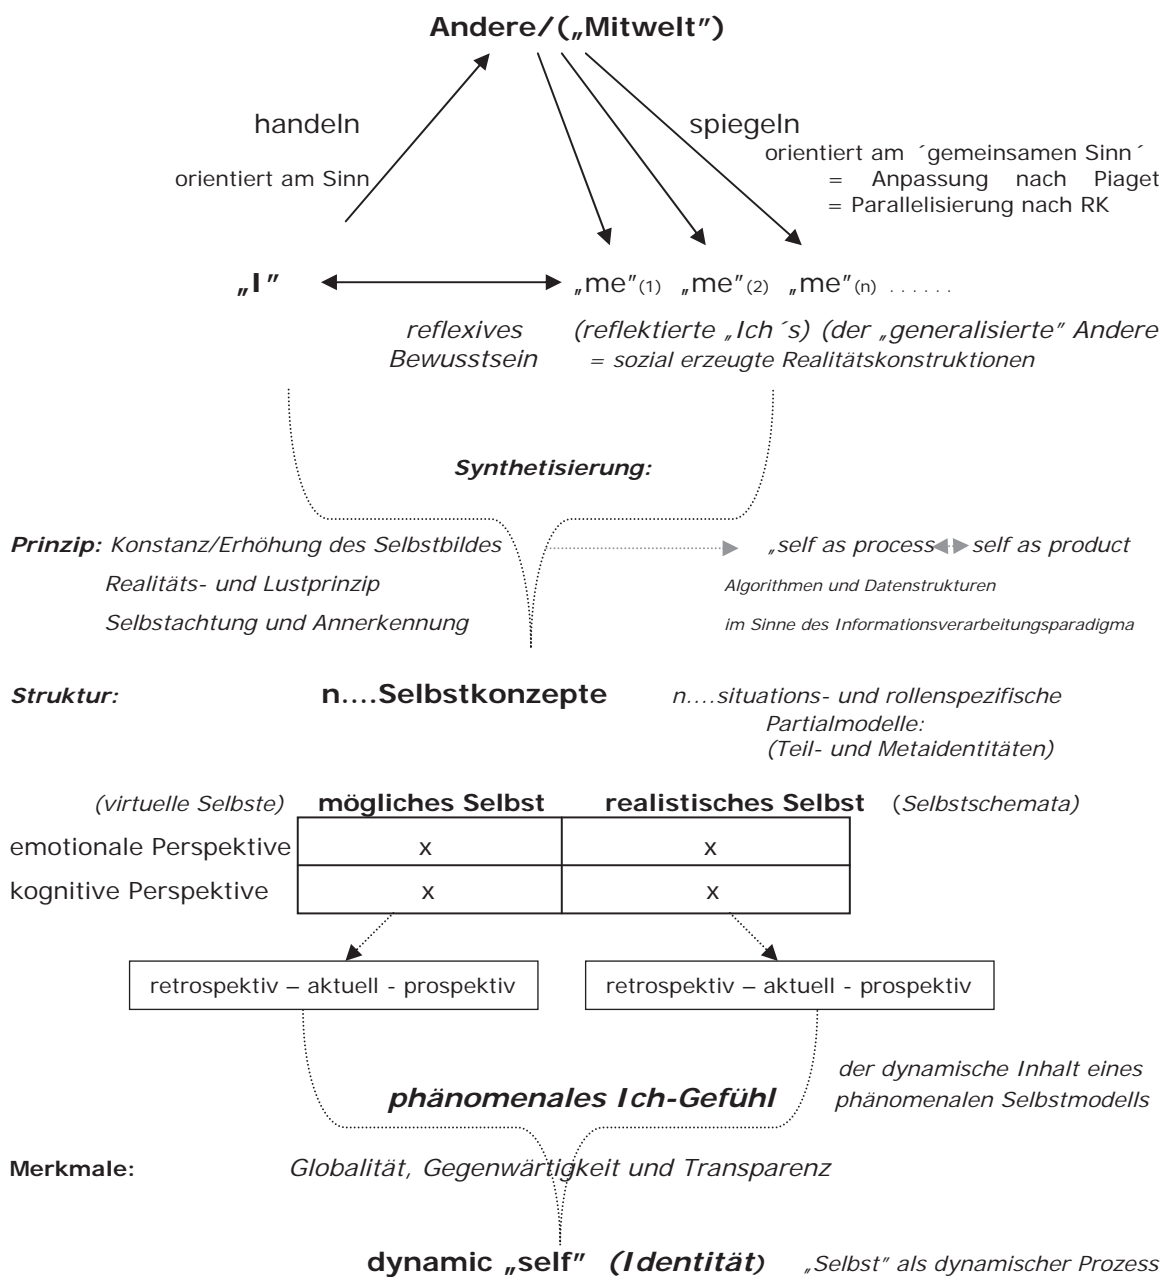 Andere/(„Mitwelt”)
handeln
spiegeln
orientiert am ´gemeinsamen Sinn´
orientiert am Sinn
= Anpassung nach Piaget
= Parallelisierung nach RK
„I” „me”(1) „me”(2) „me”(n) . . . . . .
reflexives (reflektierte „Ich´s) (der „generalisierte” Andere
Bewusstsein = sozial erzeugte Realitätskonstruktionen
Synthetisierung:
Prinzip: Konstanz/Erhöhung des Selbstbildes „self as process self as product
Realitäts- und Lustprinzip Algorithmen und Datenstrukturen
Selbstachtung und Annerkennung im Sinne des Informationsverarbeitungsparadigma
Struktur: n....Selbstkonzepte n....situations- und rollenspezifische
Partialmodelle:
(Teil- und Metaidentitäten)
(virtuelle Selbste) mögliches Selbst realistisches Selbst (Selbstschemata)
emotionale Perspektive x x
kognitive Perspektive x x
retrospektiv – aktuell - prospektiv retrospektiv – aktuell - prospektiv
der dynamische Inhalt eines
phänomenales Ich-Gefühl phänomenalen Selbstmodells
Merkmale: Globalität, Gegenwärtigkeit und Transparenz
dynamic „self” (Identität) „Selbst” als dynamischer Prozess